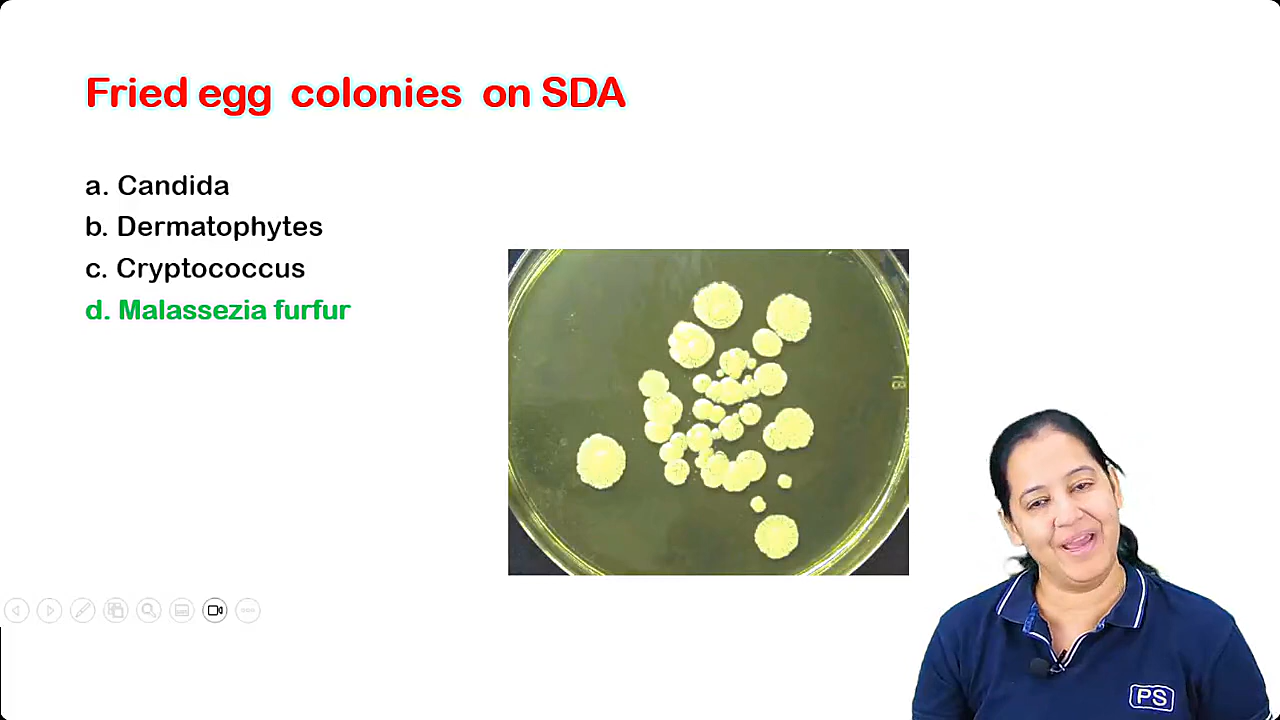 Fried egg colonies on SDA
a. Candida
b. Dermatophytes
c. Cryptococcus
d. Malassezia furfur
PS